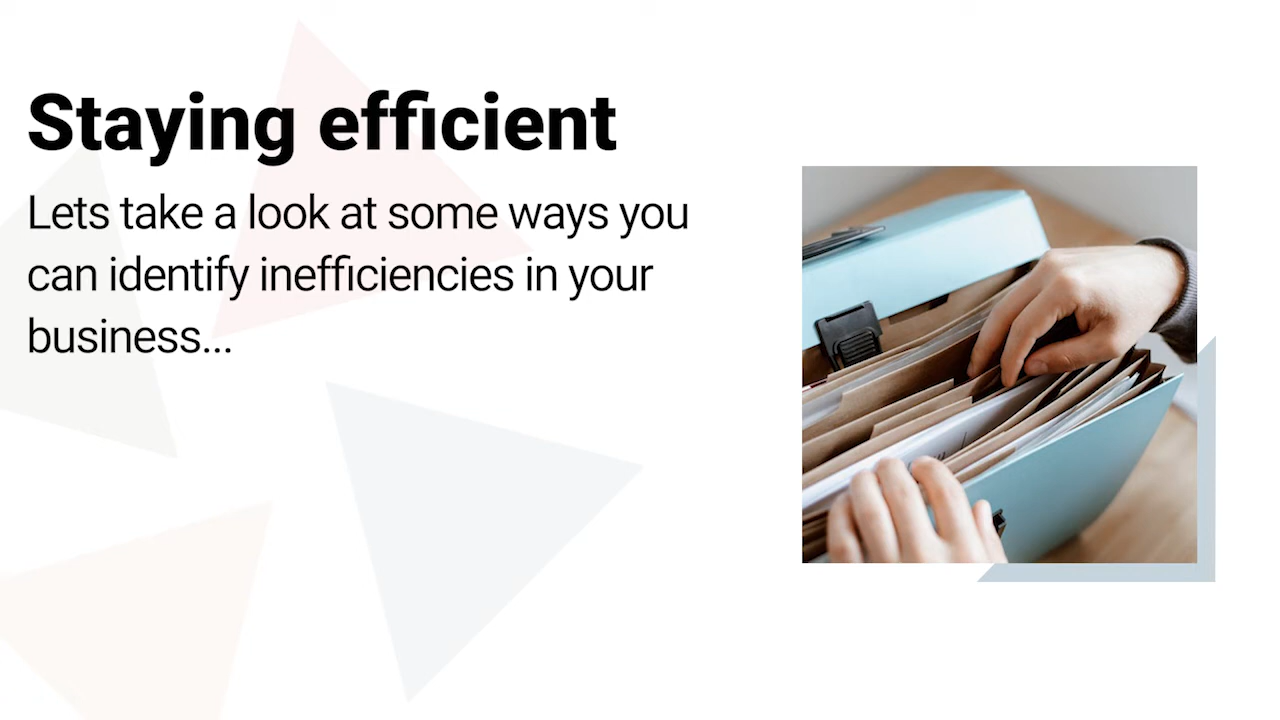 Staying efficient
Lets take a look at some ways you
can identify inefficiencies in your
business...